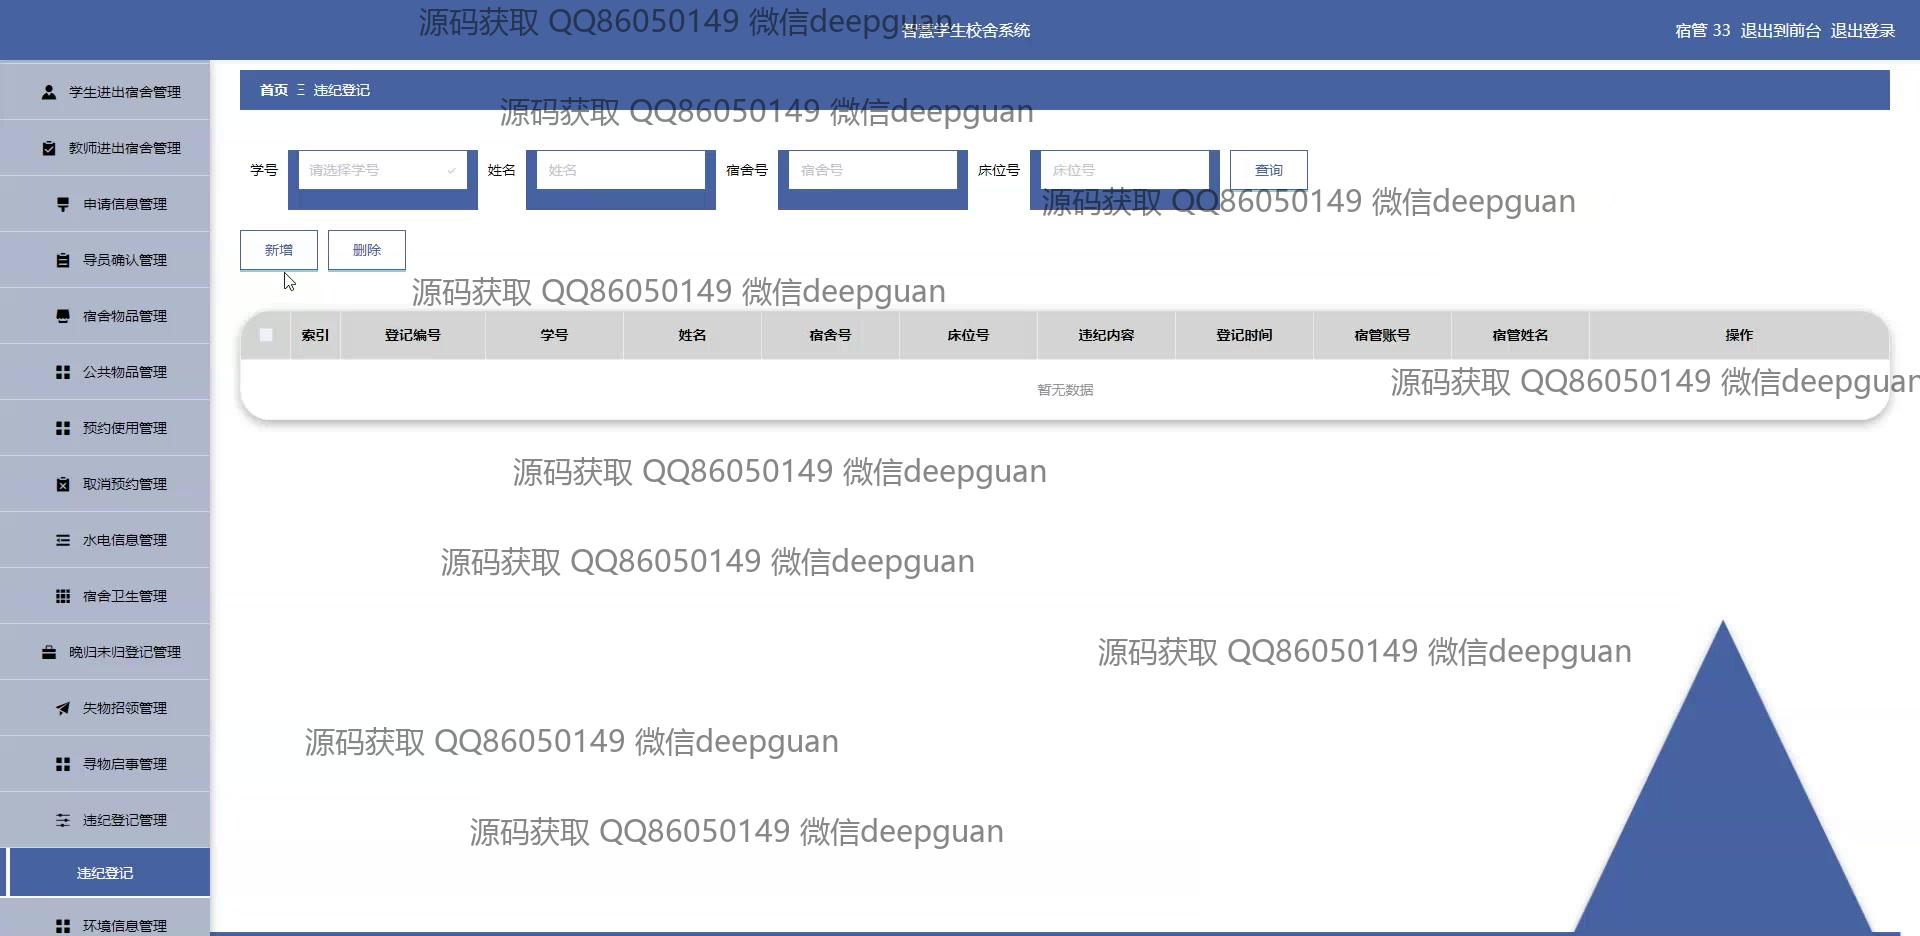 源码获取 QQ86050149 微信deepguan
智慧学生校舍系统
宿管 33 退出到前台 退出登录
学生进出宿舍管理
教师进出宿舍管理
申请信息管理
导员确认管理
宿舍物品管理
公共物品管理
预约使用管理
取消预约管理
水电信息管理
宿舍卫生管理
晚归未归登记管理
失物招领管理
寻物启事管理
违纪登记管理
违纪登记
环境信息管理
首页 Ξ 违纪登记
源码获取 QQ86050149 微信deepguan
学号 请选择学号 姓名 姓名 宿舍号 宿舍号 床位号 床位号 查询
源码获取 QQ86050149 微信deepguan
新增 删除
源码获取 QQ86050149 微信deepguan
索引 登记编号 学号 姓名 宿舍号 床位号 违纪内容 登记时间 宿管账号 宿管姓名 操作
暂无数据
源码获取 QQ86050149 微信deepguan
源码获取 QQ86050149 微信deepguan
源码获取 QQ86050149 微信deepguan
源码获取 QQ86050149 微信deepguan
源码获取 QQ86050149 微信deepguan
源码获取 QQ86050149 微信deepguan